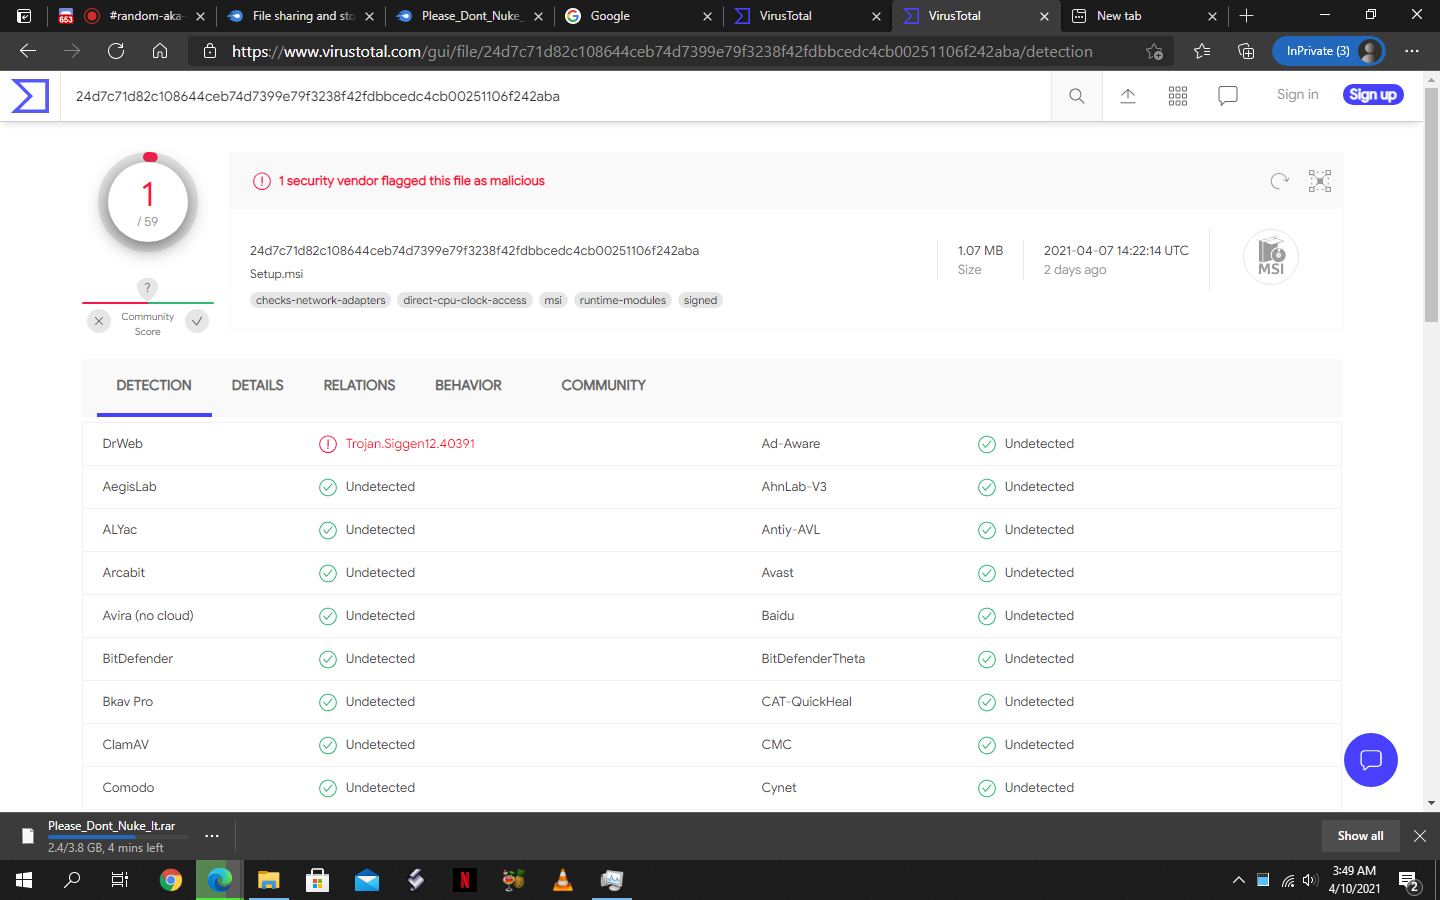 653
#random-aka-
File sharing and sto
Please_Dont_Nuke_
Google
VirusTotal
VirusTotal
New tab
https://www.virustotal.com/gui/file/24d7c71d82c108644ceb74d7399e79f3238f42fdbbcedc4cb00251106f242aba/detection
InPrivate (3)
24d7c71d82c108644ceb74d7399e79f3238f42fdbbcedc4cb00251106f242aba
Sign in
Sign up
1
/ 59
1 security vendor flagged this file as malicious
24d7c71d82c108644ceb74d7399e79f3238f42fdbbcedc4cb00251106f242aba
Setup.msi
checks-network-adapters
direct-cpu-clock-access
msi
runtime-modules
signed
1.07 MB
Size
2021-04-07 14:22:14 UTC
2 days ago
MSI
?
Community
Score
DETECTION
DETAILS
RELATIONS
BEHAVIOR
COMMUNITY
DrWeb
Trojan.Siggen12.40391
Ad-Aware
Undetected
AegisLab
Undetected
AhnLab-V3
Undetected
ALYac
Undetected
Antiy-AVL
Undetected
Arcabit
Undetected
Avast
Undetected
Avira (no cloud)
Undetected
Baidu
Undetected
BitDefender
Undetected
BitDefenderTheta
Undetected
Bkav Pro
Undetected
CAT-QuickHeal
Undetected
ClamAV
Undetected
CMC
Undetected
Comodo
Undetected
Cynet
Undetected
Please_Dont_Nuke_It.rar
2.4/3.8 GB, 4 mins left
Show all
N
3:49 AM
4/10/2021
2